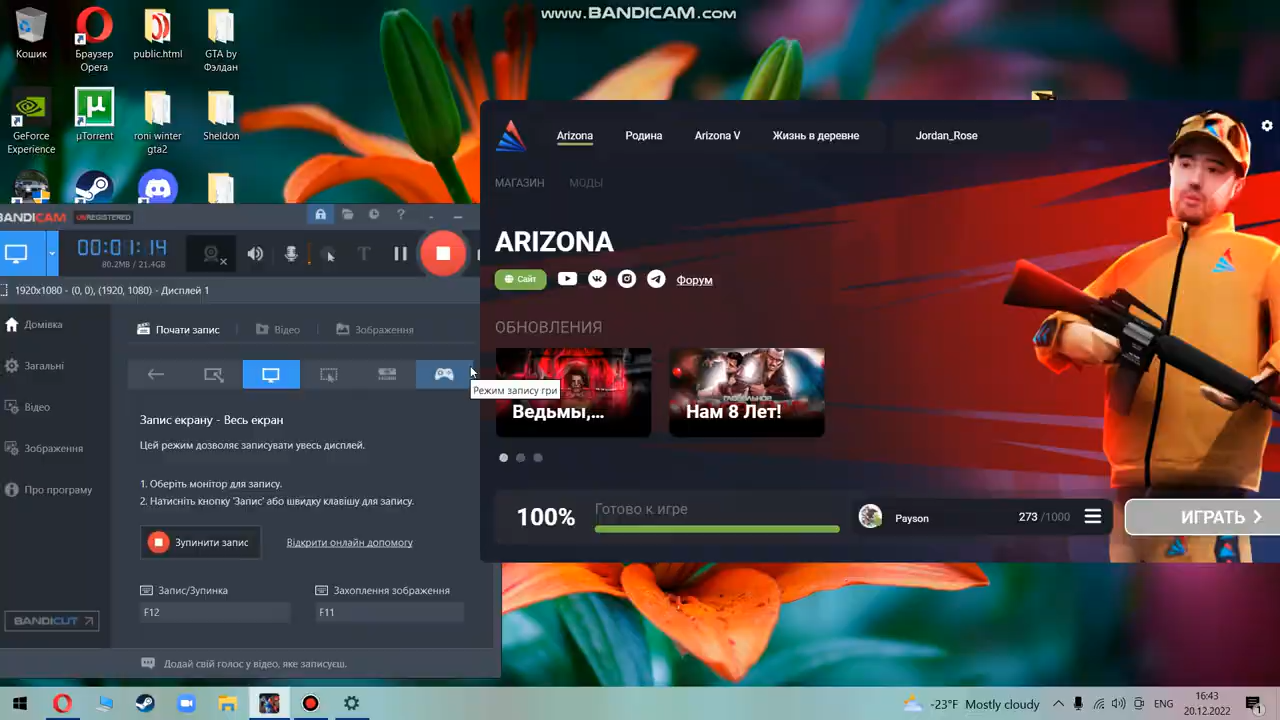 www.BANDICAM.com
Кошик
Браузер
Opera
public.html
GTA by
Фэлдан
GeForce
Experience
µTorrent
roni winter
gta2
Sheldon
BANDICAM
UNREGISTERED
00:01:14
80.2MB / 21.4GB
1920x1080 - (0, 0), (1920, 1080) - Дисплей 1
Домівка
Загальні
Відео
Зображення
Про програму
BANDICUT
Почати запис
Відео
Зображення
HDMI
Режим запису гри
Запис екрану - Весь екран
Цей режим дозволяє записувати увесь дисплей.
1. Оберіть монітор для запису.
2. Натисніть кнопку 'Запис' або швидку клавішу для запису.
Зупинити запис
Відкрити онлайн допомогу
Запис/Зупинка
Захоплення зображення
F12
F11
Додай свій голос у відео, яке записуєш.
Arizona
Родина
Arizona V
Жизнь в деревне
Jordan_Rose
МАГАЗИН
МОДЫ
ARIZONA
Сайт
Форум
ОБНОВЛЕНИЯ
Ведьмы,...
Нам 8 Лет!
100%
Готово к игре
Payson
273 /1000
ИГРАТЬ
-23°F Mostly cloudy
ENG
16:43
20.12.2022
1